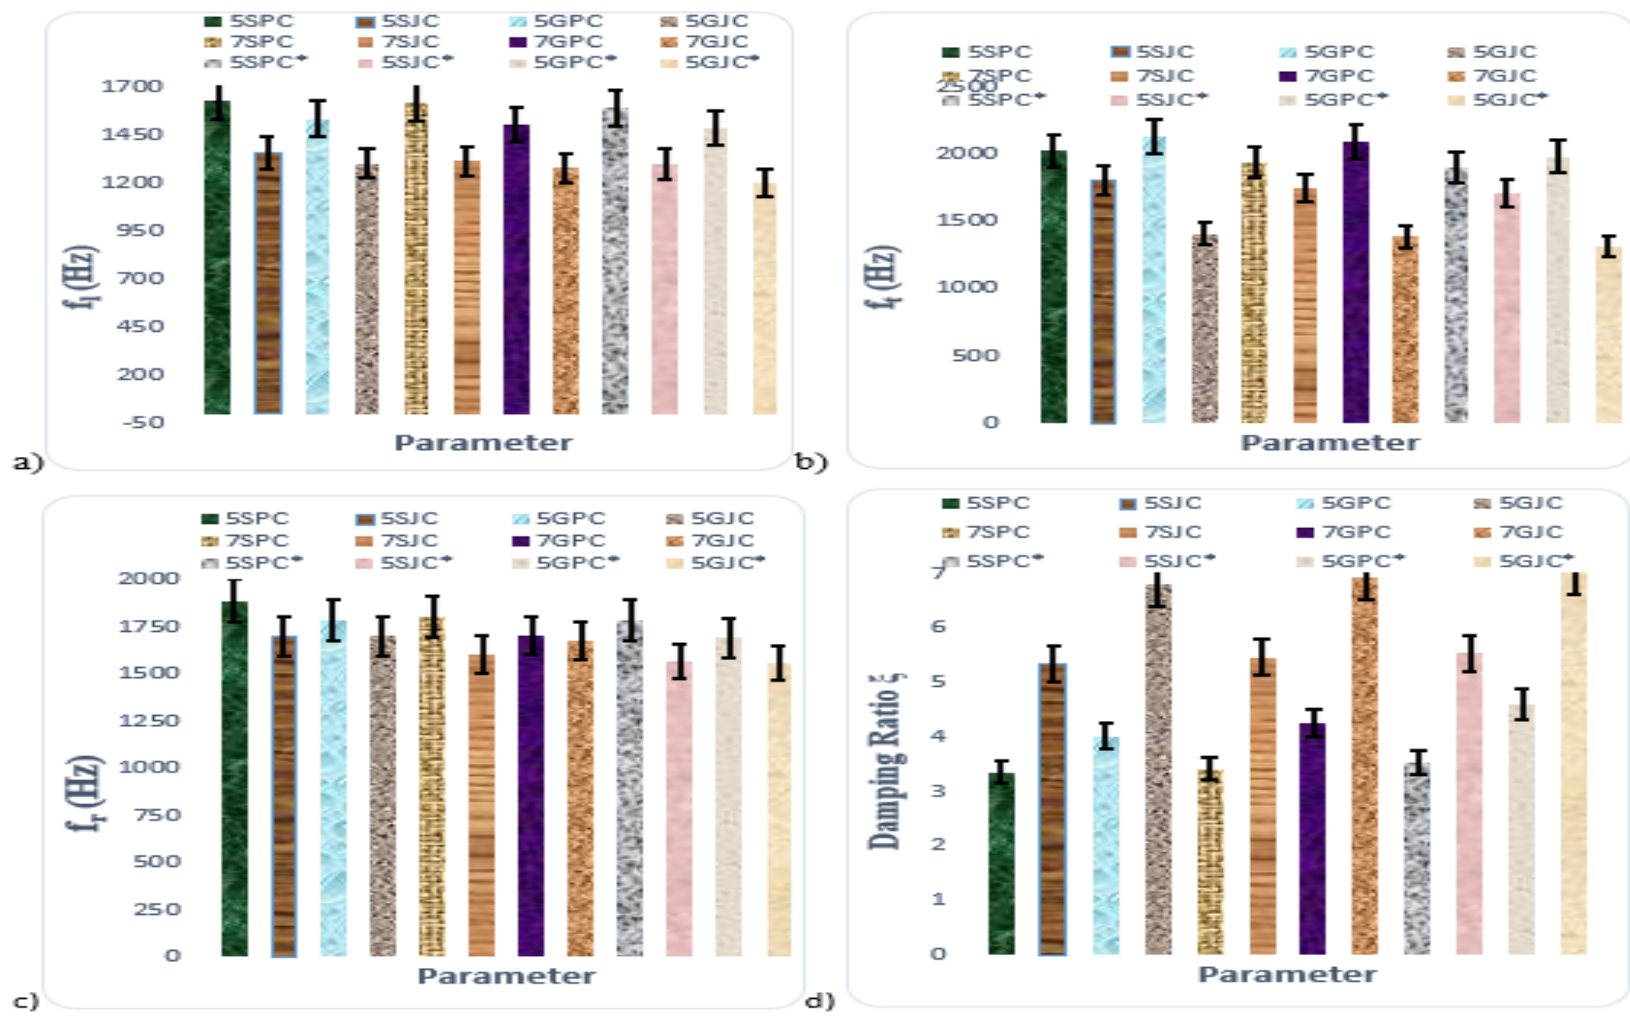 5SPC 5SJC 5GPC 5GJC
7SPC 7SJC 7GPC 7GJC
5SPC* 5SJC* 5GPC* 5GJC*
1700
1450
1200
950
700
450
200
-50
fl (Hz)
Parameter
a)
5SPC 5SJC 5GPC 5GJC
7SPC 7SJC 7GPC 7GJC
5SPC* 5SJC* 5GPC* 5GJC*
2500
2000
1500
1000
500
0
(Hz)
Parameter
b)
5SPC 5SJC 5GPC 5GJC
7SPC 7SJC 7GPC 7GJC
5SPC* 5SJC* 5GPC* 5GJC*
2000
1750
1500
1250
1000
750
500
250
0
fr (Hz)
Parameter
c)
5SPC 5SJC 5GPC 5GJC
7SPC 7SJC 7GPC 7GJC
5SPC* 5SJC* 5GPC* 5GJC*
7
6
5
4
3
2
1
0
Damping Ratio ξ
Parameter
d)